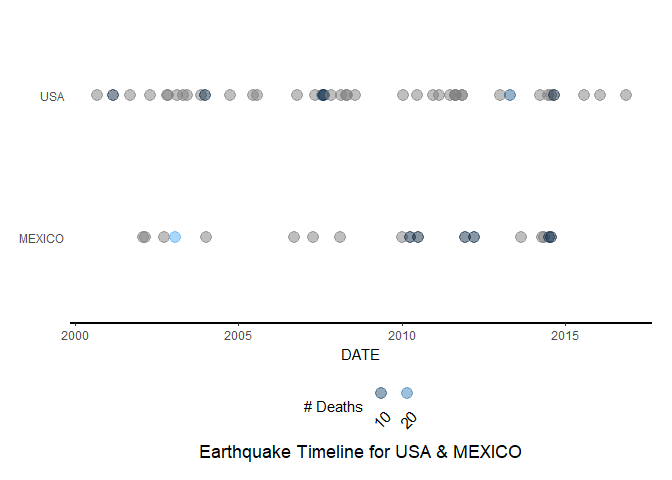 USA
MEXICO
2000 2005 2010 2015
DATE
# Deaths
10 20
Earthquake Timeline for USA & MEXICO